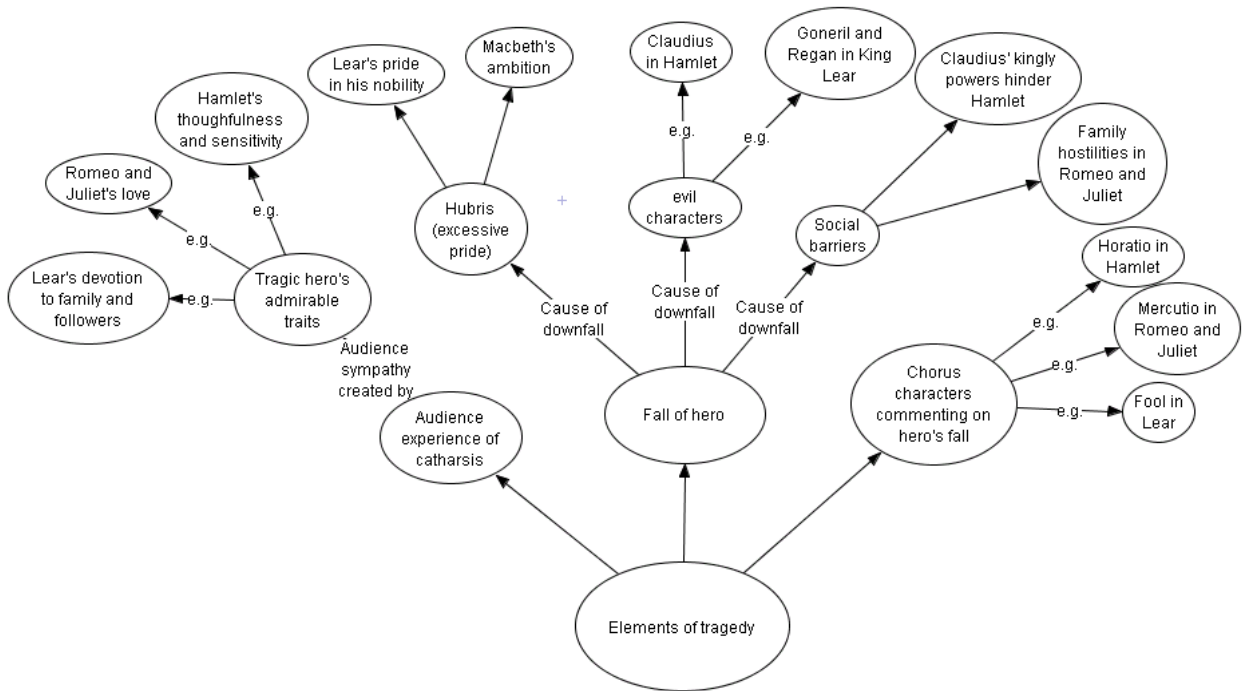 Claudius
in Hamlet
Goneril and
Regan in King
Lear
Macbeth's
ambition
Lear's pride
in his nobility
Claudius' kingly
powers hinder
Hamlet
Hamlet's
thoughfulness
and sensitivity
Family
hostilities in
Romeo and
Juliet
Romeo and
Juliet's love
e.g.
e.g.
e.g.
e.g.
e.g.
evil
characters
Hubris
(excessive
pride)
Social
barriers
Horatio in
Hamlet
Lear's devotion
to family and
followers
Tragic hero's
admirable
traits
Cause of
downfall
Cause of
downfall
Cause of
downfall
e.g.
Mercutio in
Romeo and
Juliet
Audience
sympathy
created by
e.g.
Chorus
characters
commenting on
hero's fall
e.g.
Fool in
Lear
Audience
experience of
catharsis
Fall of hero
Elements of tragedy